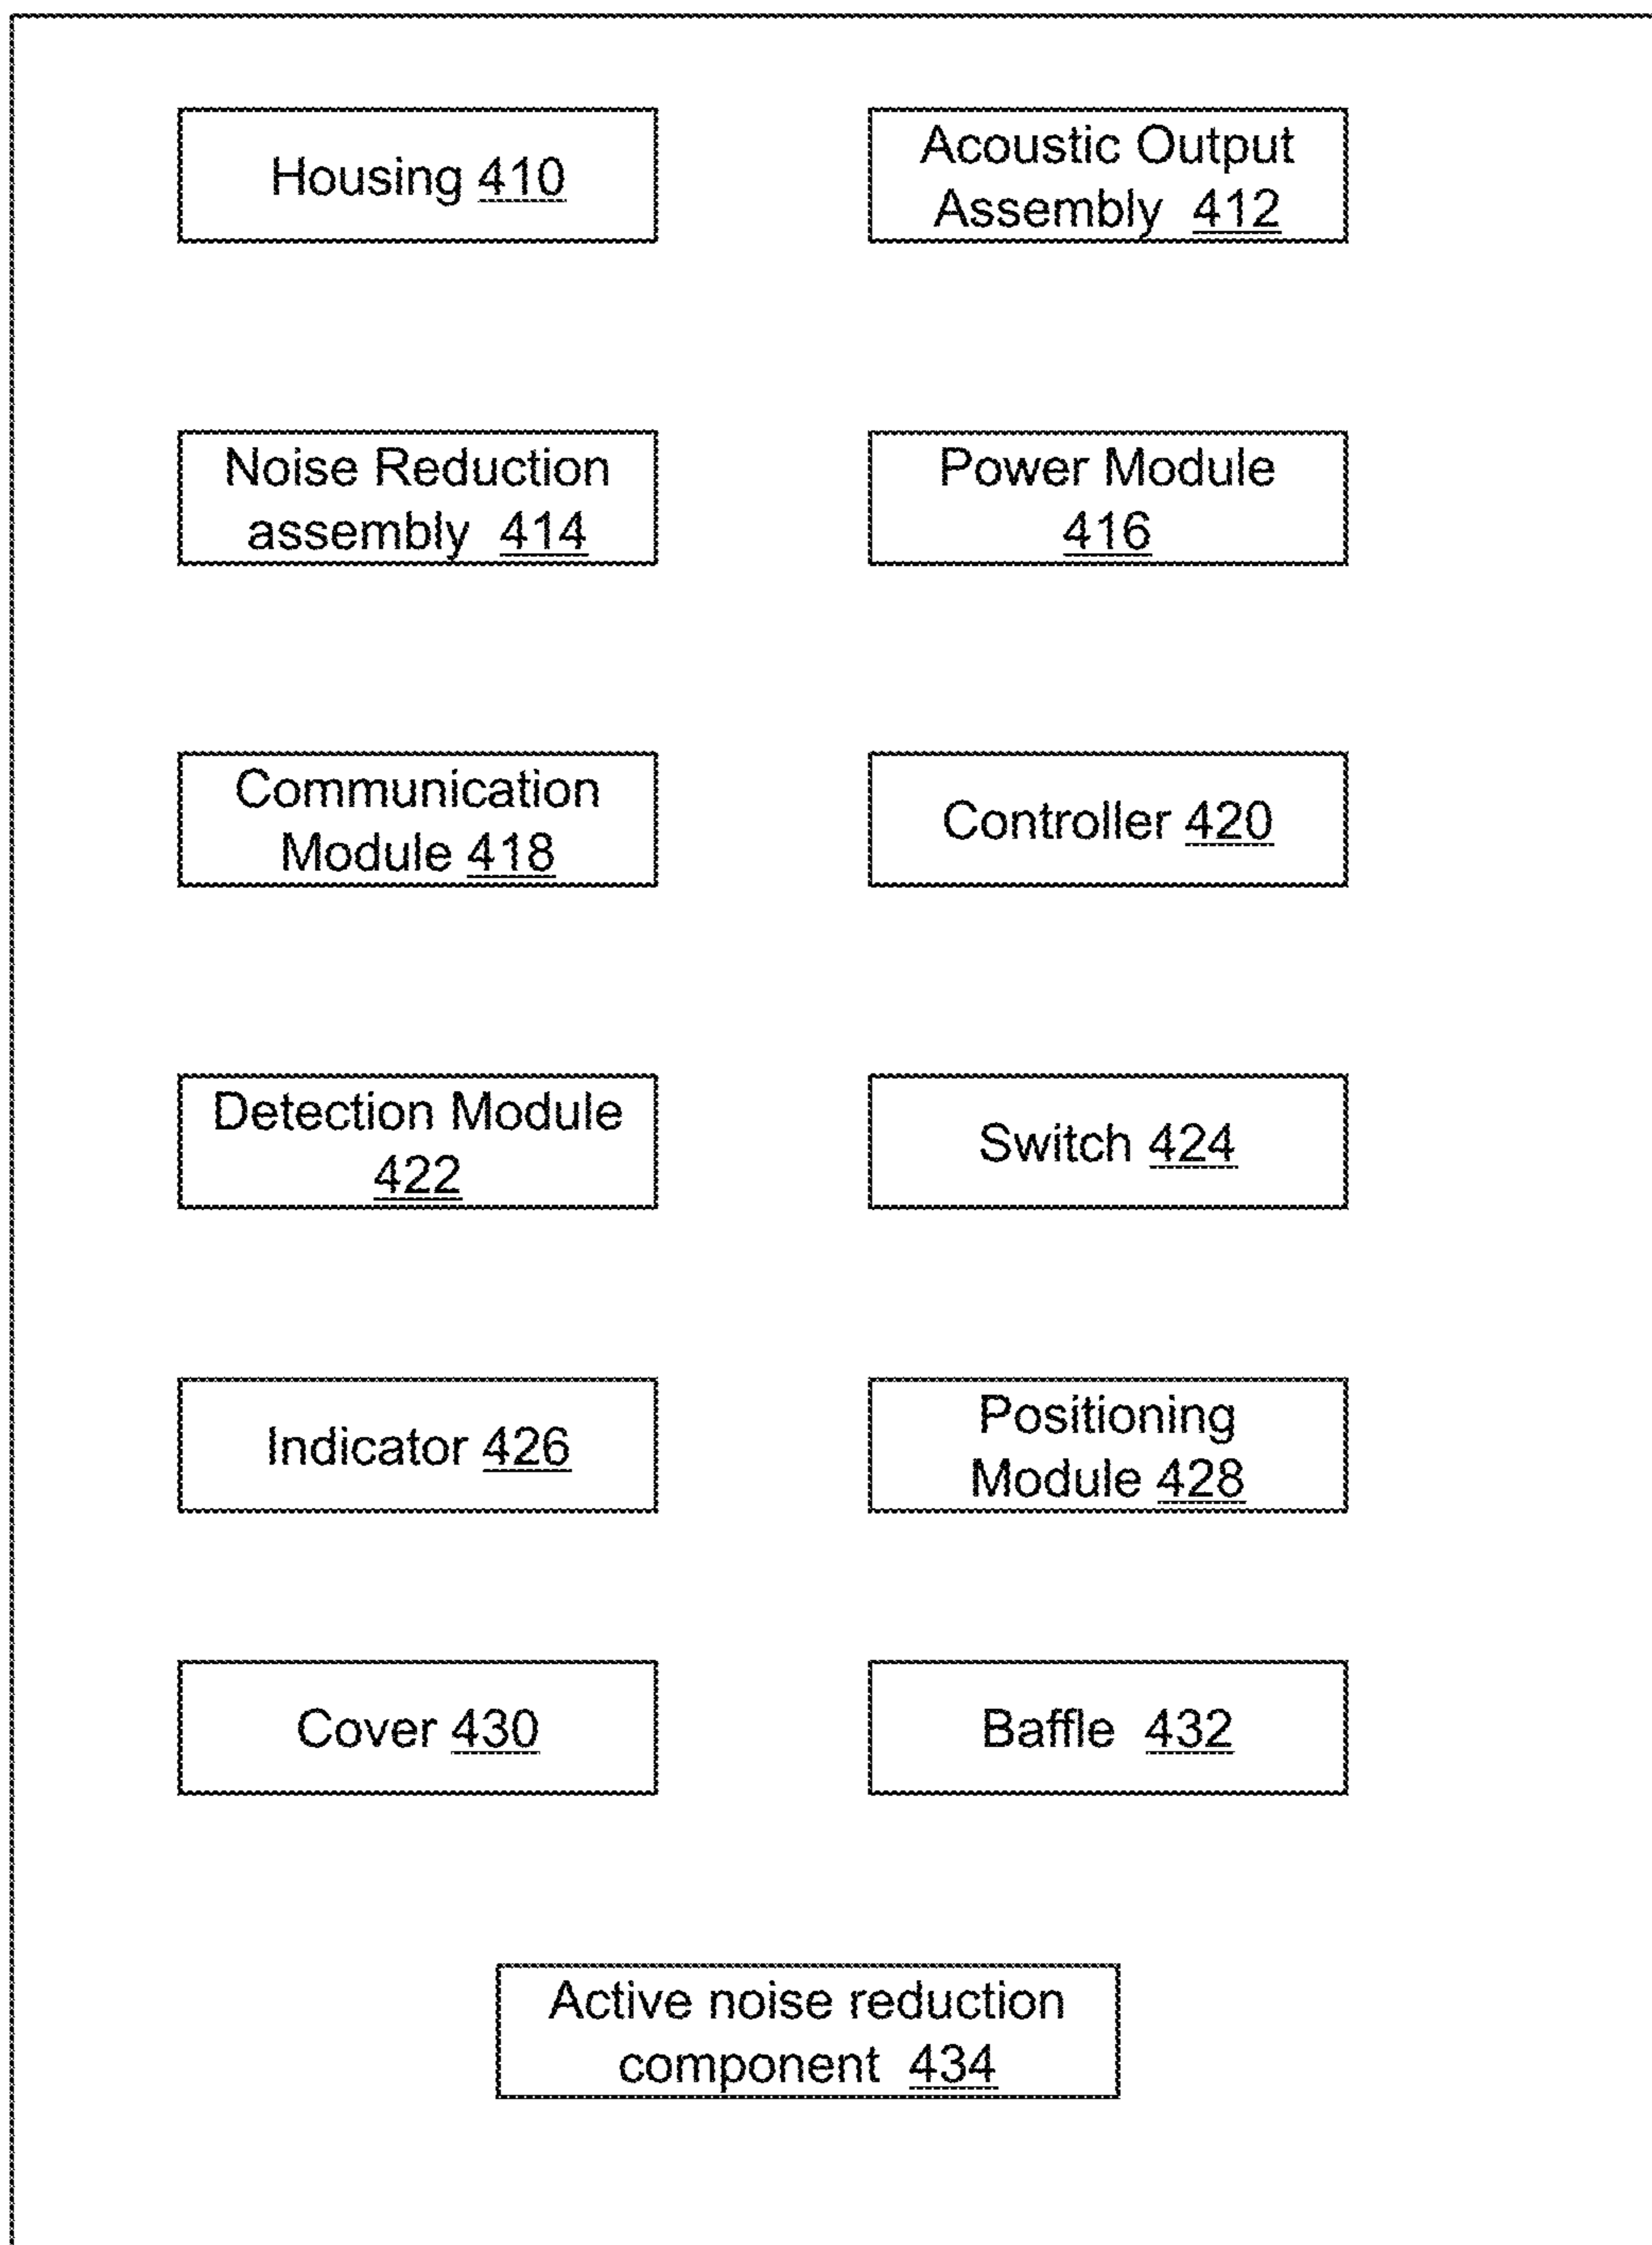 Housing 410
Acoustic Output
Assembly 412
Noise Reduction
assembly 414
Power Module
416
Communication
Module 418
Controller 420
Detection Module
422
Switch 424
Indicator 426
Positioning
Module 428
Cover 430
Baffle 432
Active noise reduction
component 434